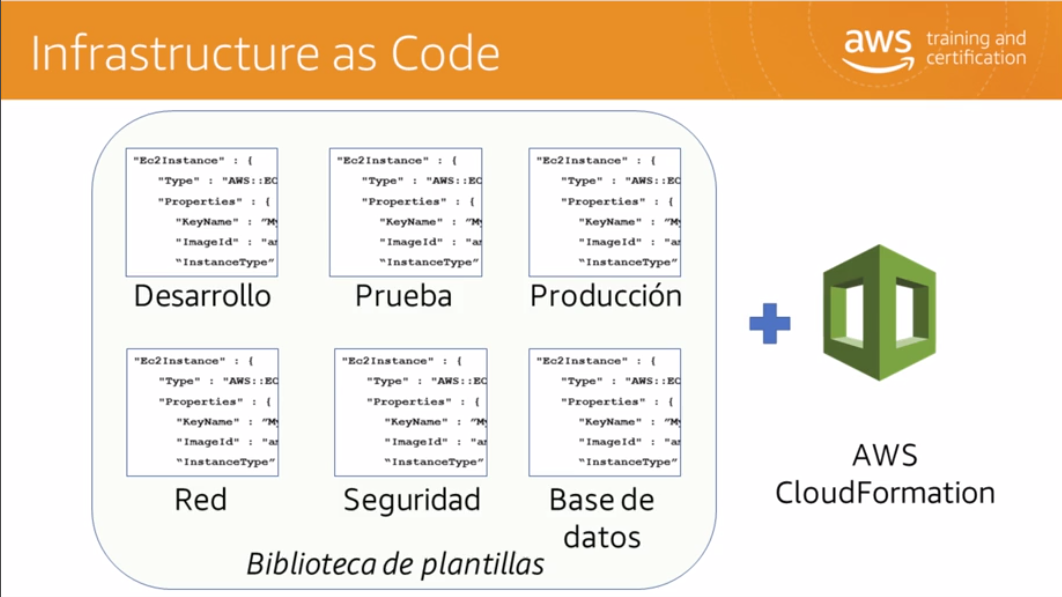 Infrastructure as Code
aws training and
certification
"Ec2Instance" : {
"Type" : "AWS::EC
"Properties" : {
"KeyName" : "My
"ImageId" : "am
"InstanceType"
Desarrollo
"Ec2Instance" : {
"Type" : "AWS::EC
"Properties" : {
"KeyName" : "My
"ImageId" : "am
"InstanceType"
Prueba
"Ec2Instance" : {
"Type" : "AWS::EC
"Properties" : {
"KeyName" : "My
"ImageId" : "am
"InstanceType"
Producción
"Ec2Instance" : {
"Type" : "AWS::EC
"Properties" : {
"KeyName" : "My
"ImageId" : "am
"InstanceType"
Red
"Ec2Instance" : {
"Type" : "AWS::EC
"Properties" : {
"KeyName" : "My
"ImageId" : "am
"InstanceType"
Seguridad
"Ec2Instance" : {
"Type" : "AWS::EC
"Properties" : {
"KeyName" : "My
"ImageId" : "am
"InstanceType"
Base de
datos
Biblioteca de plantillas
AWS
CloudFormation